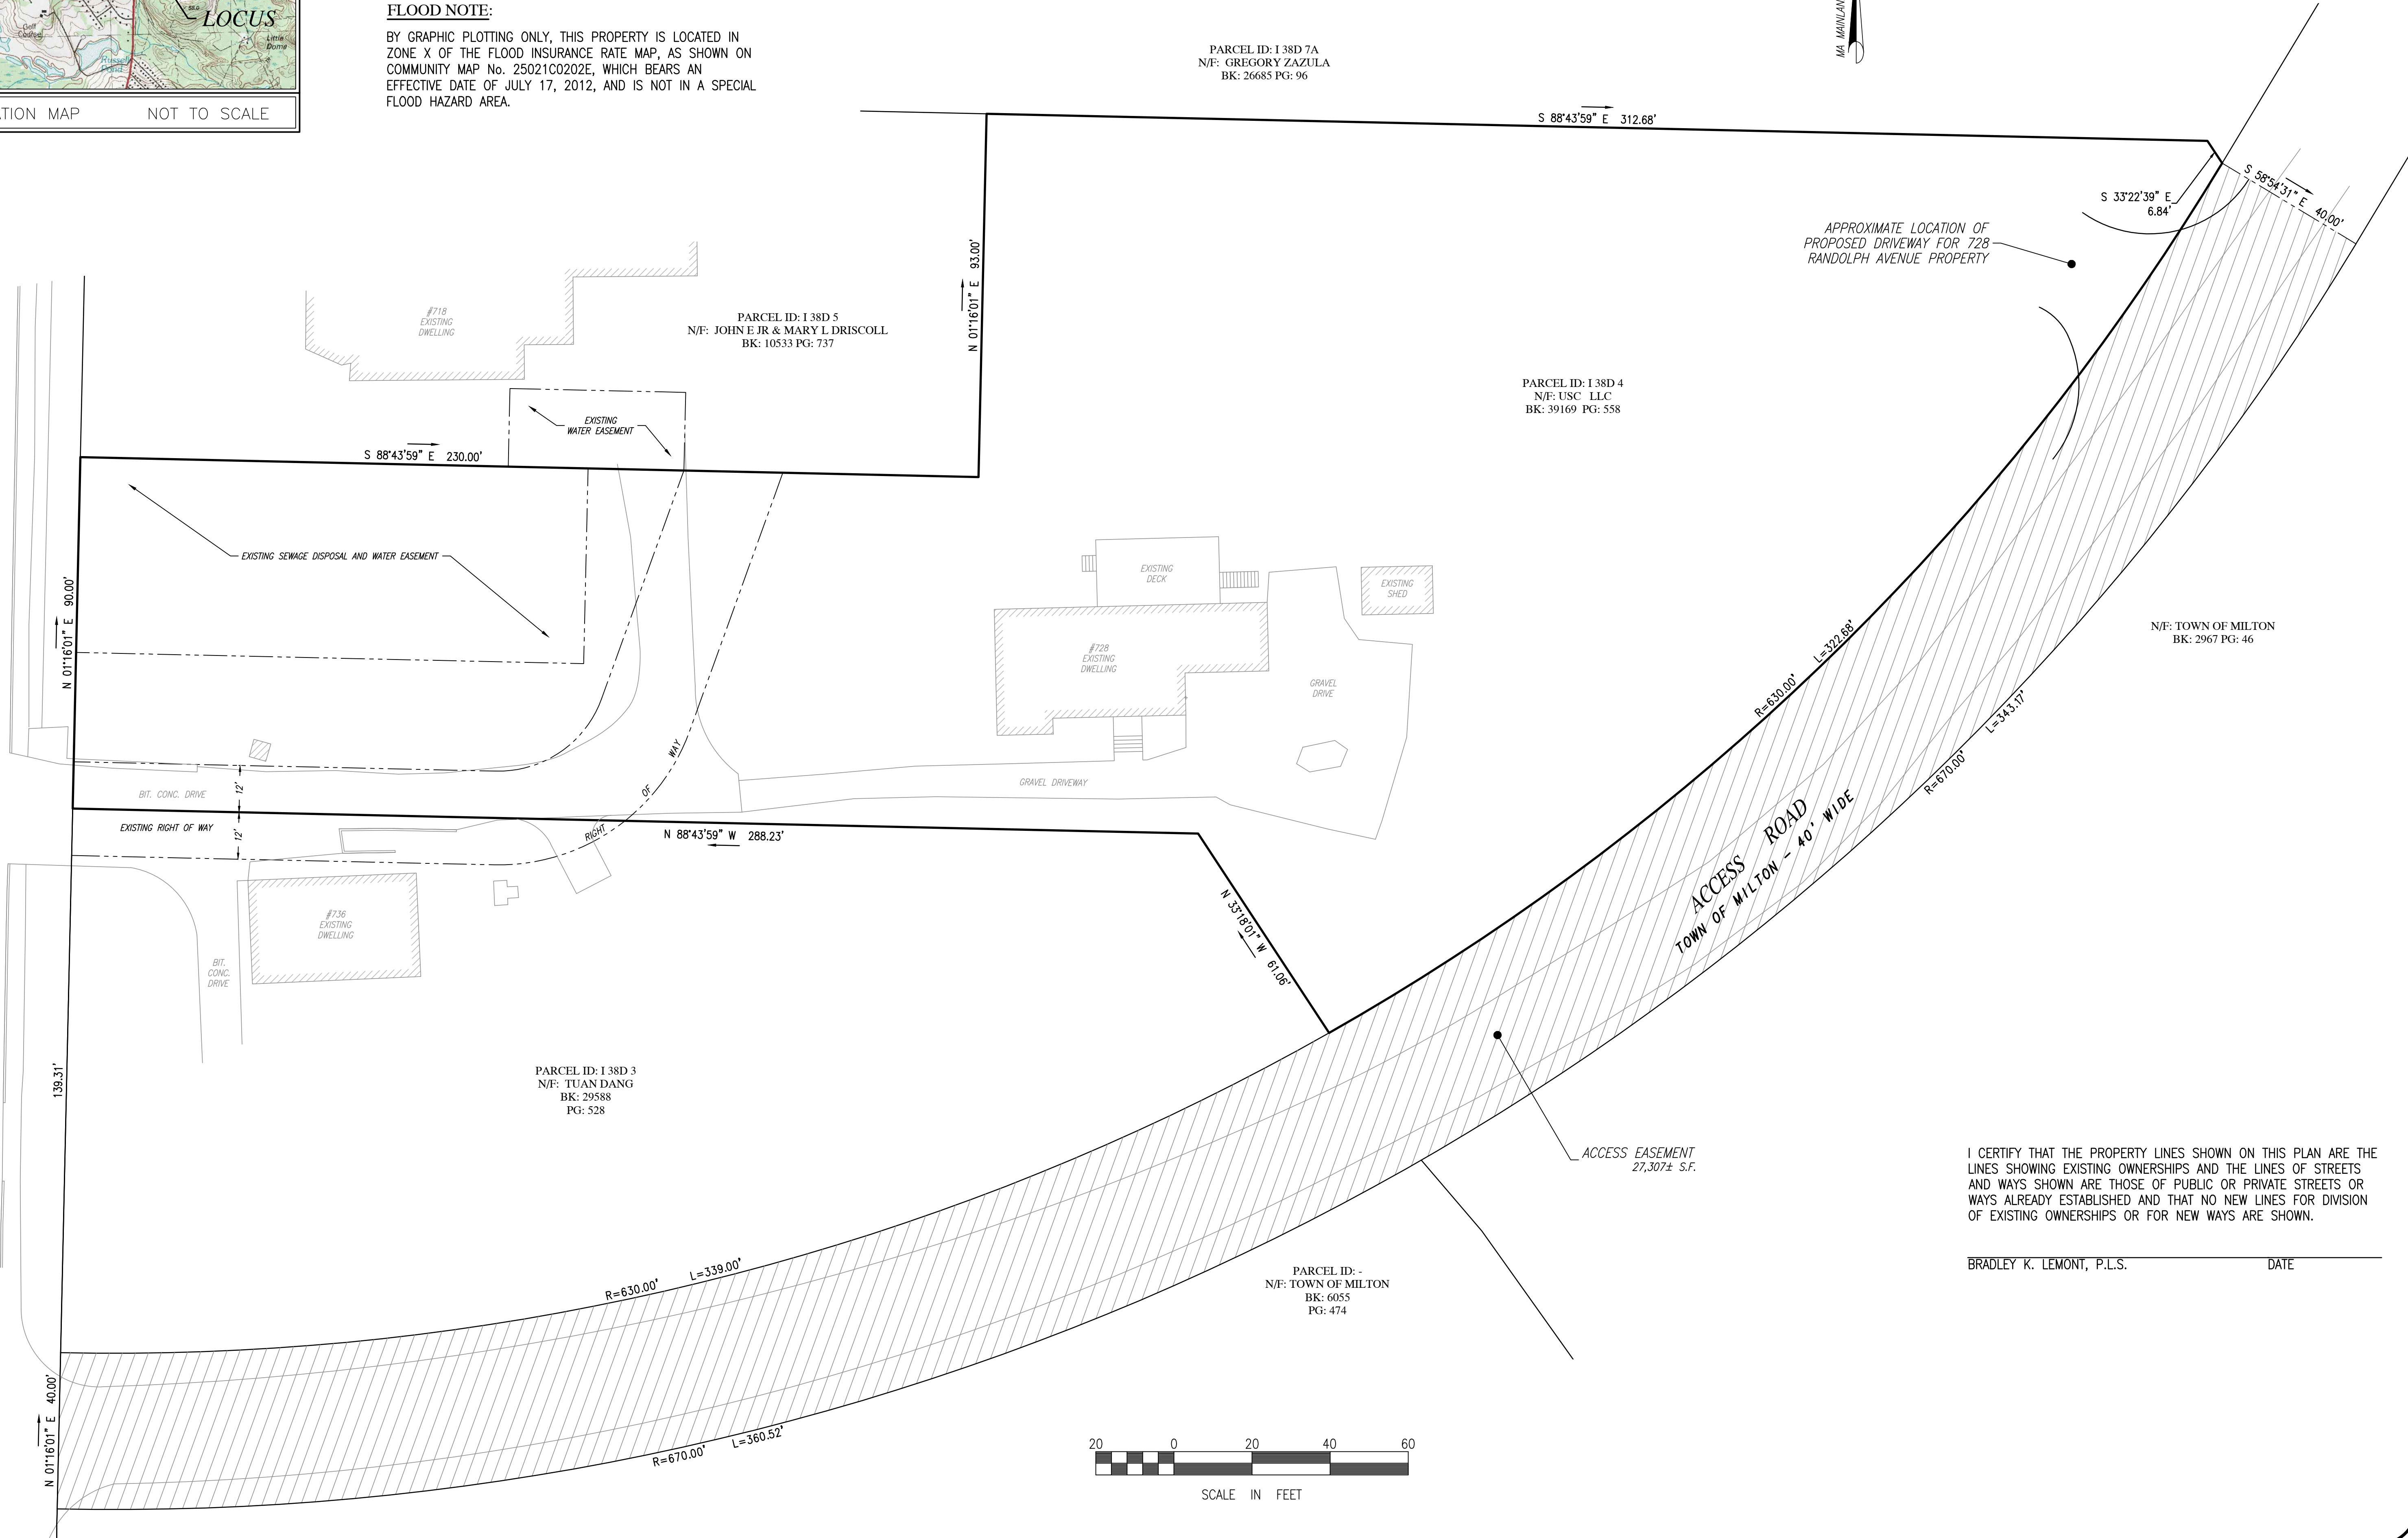 58.0
LOCUS
Golf
Course
Little
Dome
Russell
Pond
ATION MAP NOT TO SCALE
FLOOD NOTE:
BY GRAPHIC PLOTTING ONLY, THIS PROPERTY IS LOCATED IN
ZONE X OF THE FLOOD INSURANCE RATE MAP, AS SHOWN ON
COMMUNITY MAP No. 25021C0202E, WHICH BEARS AN
EFFECTIVE DATE OF JULY 17, 2012, AND IS NOT IN A SPECIAL
FLOOD HAZARD AREA.
PARCEL ID: I 38D 7A
N/F: GREGORY ZAZULA
BK: 26685 PG: 96
MA MAINLAN
S 88°43'59" E 312.68'
S 58°54'31" E 40.00'
S 33°22'39" E
6.84'
APPROXIMATE LOCATION OF
PROPOSED DRIVEWAY FOR 728
RANDOLPH AVENUE PROPERTY
N 01°16'01" E 93.00'
#718
EXISTING
DWELLING
PARCEL ID: I 38D 5
N/F: JOHN E JR & MARY L DRISCOLL
BK: 10533 PG: 737
PARCEL ID: I 38D 4
N/F: USC LLC
BK: 39169 PG: 558
EXISTING
WATER EASEMENT
S 88°43'59" E 230.00'
EXISTING SEWAGE DISPOSAL AND WATER EASEMENT
N 01°16'01" E 90.00'
EXISTING
DECK
EXISTING
SHED
#728
EXISTING
DWELLING
GRAVEL
DRIVE
N/F: TOWN OF MILTON
BK: 2967 PG: 46
R=630.00' L=322.68'
R=670.00' L=343.17'
BIT. CONC. DRIVE
12'
GRAVEL DRIVEWAY
EXISTING RIGHT OF WAY
12'
RIGHT OF WAY
N 88°43'59" W 288.23'
ACCESS ROAD
TOWN OF MILTON - 40' WIDE
N 33°18'01" W 61.06'
#736
EXISTING
DWELLING
BIT.
CONC.
DRIVE
139.31'
PARCEL ID: I 38D 3
N/F: TUAN DANG
BK: 29588
PG: 528
ACCESS EASEMENT
27,307± S.F.
I CERTIFY THAT THE PROPERTY LINES SHOWN ON THIS PLAN ARE THE
LINES SHOWING EXISTING OWNERSHIPS AND THE LINES OF STREETS
AND WAYS SHOWN ARE THOSE OF PUBLIC OR PRIVATE STREETS OR
WAYS ALREADY ESTABLISHED AND THAT NO NEW LINES FOR DIVISION
OF EXISTING OWNERSHIPS OR FOR NEW WAYS ARE SHOWN.
BRADLEY K. LEMONT, P.L.S. DATE
R=630.00' L=339.00'
PARCEL ID: -
N/F: TOWN OF MILTON
BK: 6055
PG: 474
N 01°16'01" E 40.00'
R=670.00' L=360.52'
20 0 20 40 60
SCALE IN FEET